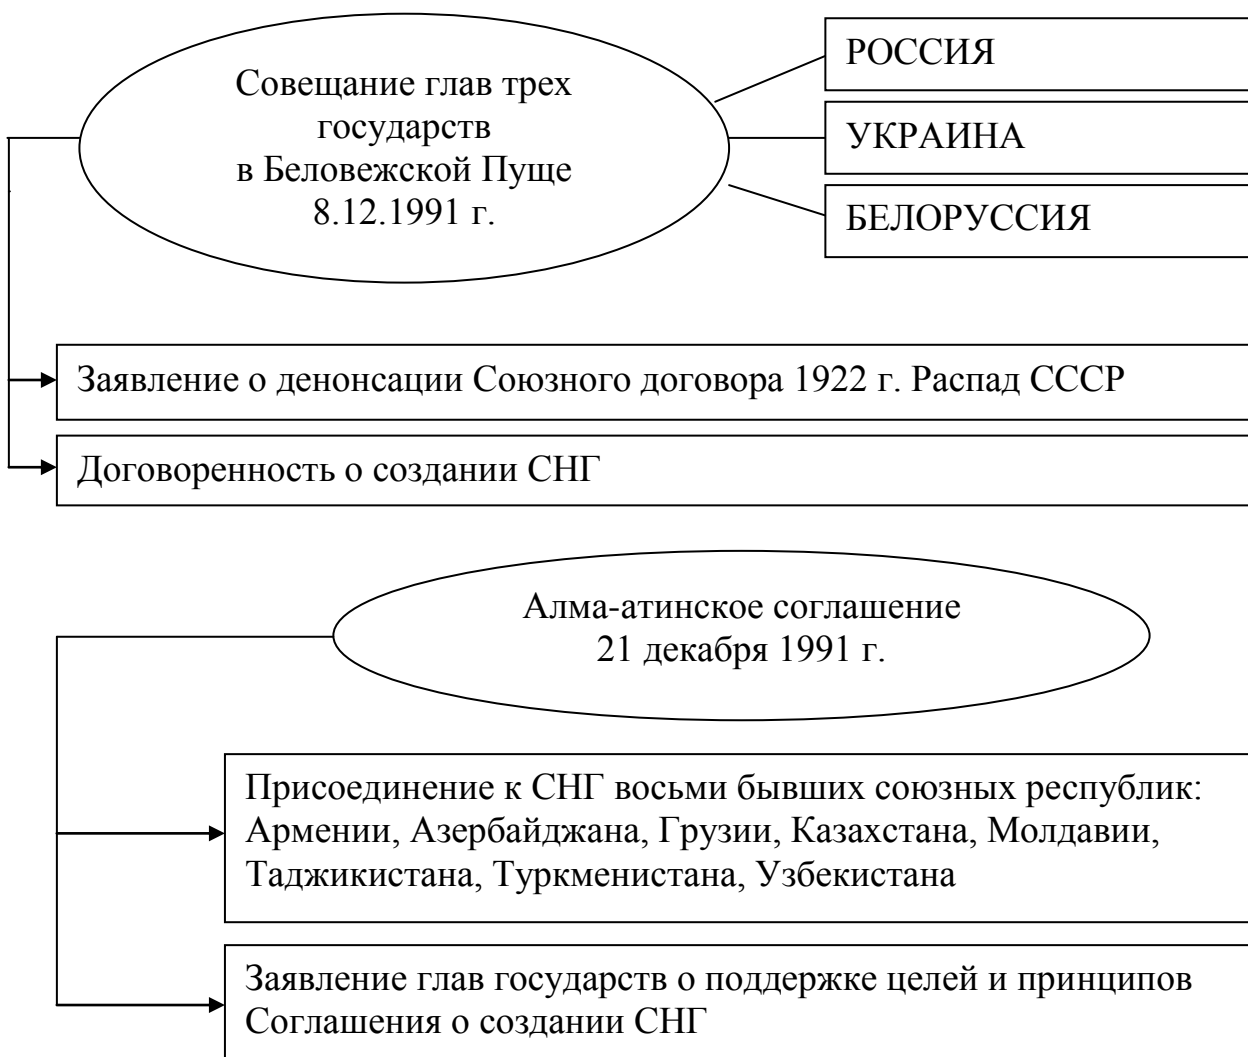 Совещание глав трех
государств
в Беловежской Пуще
8.12.1991 г.
РОССИЯ
УКРАИНА
БЕЛОРУССИЯ
Заявление о денонсации Союзного договора 1922 г. Распад СССР
Договоренность о создании СНГ
Алма-атинское соглашение
21 декабря 1991 г.
Присоединение к СНГ восьми бывших союзных республик:
Армении, Азербайджана, Грузии, Казахстана, Молдавии,
Таджикистана, Туркменистана, Узбекистана
Заявление глав государств о поддержке целей и принципов
Соглашения о создании СНГ